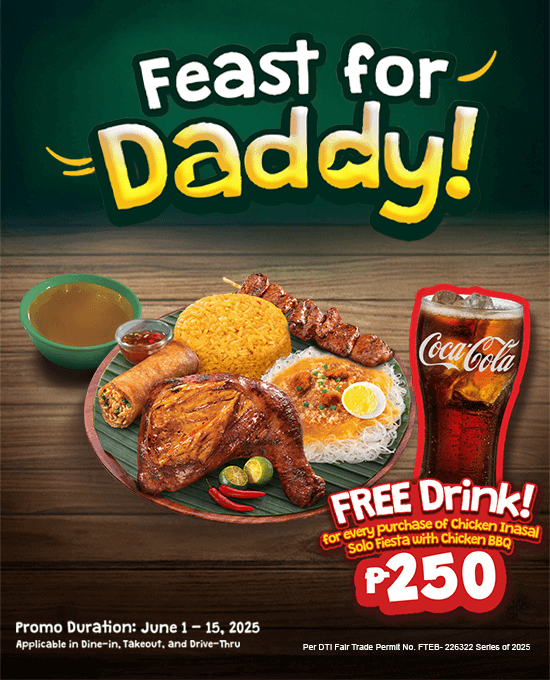 Feast for
Daddy!
Coca-Cola
FREE Drink!
for every purchase of Chicken Inasal
Solo Fiesta with Chicken BBQ
₱250
Promo Duration: June 1 – 15, 2025
Applicable in Dine-in, Takeout, and Drive-Thru
Per DTI Fair Trade Permit No. FTEB- 226322 Series of 2025